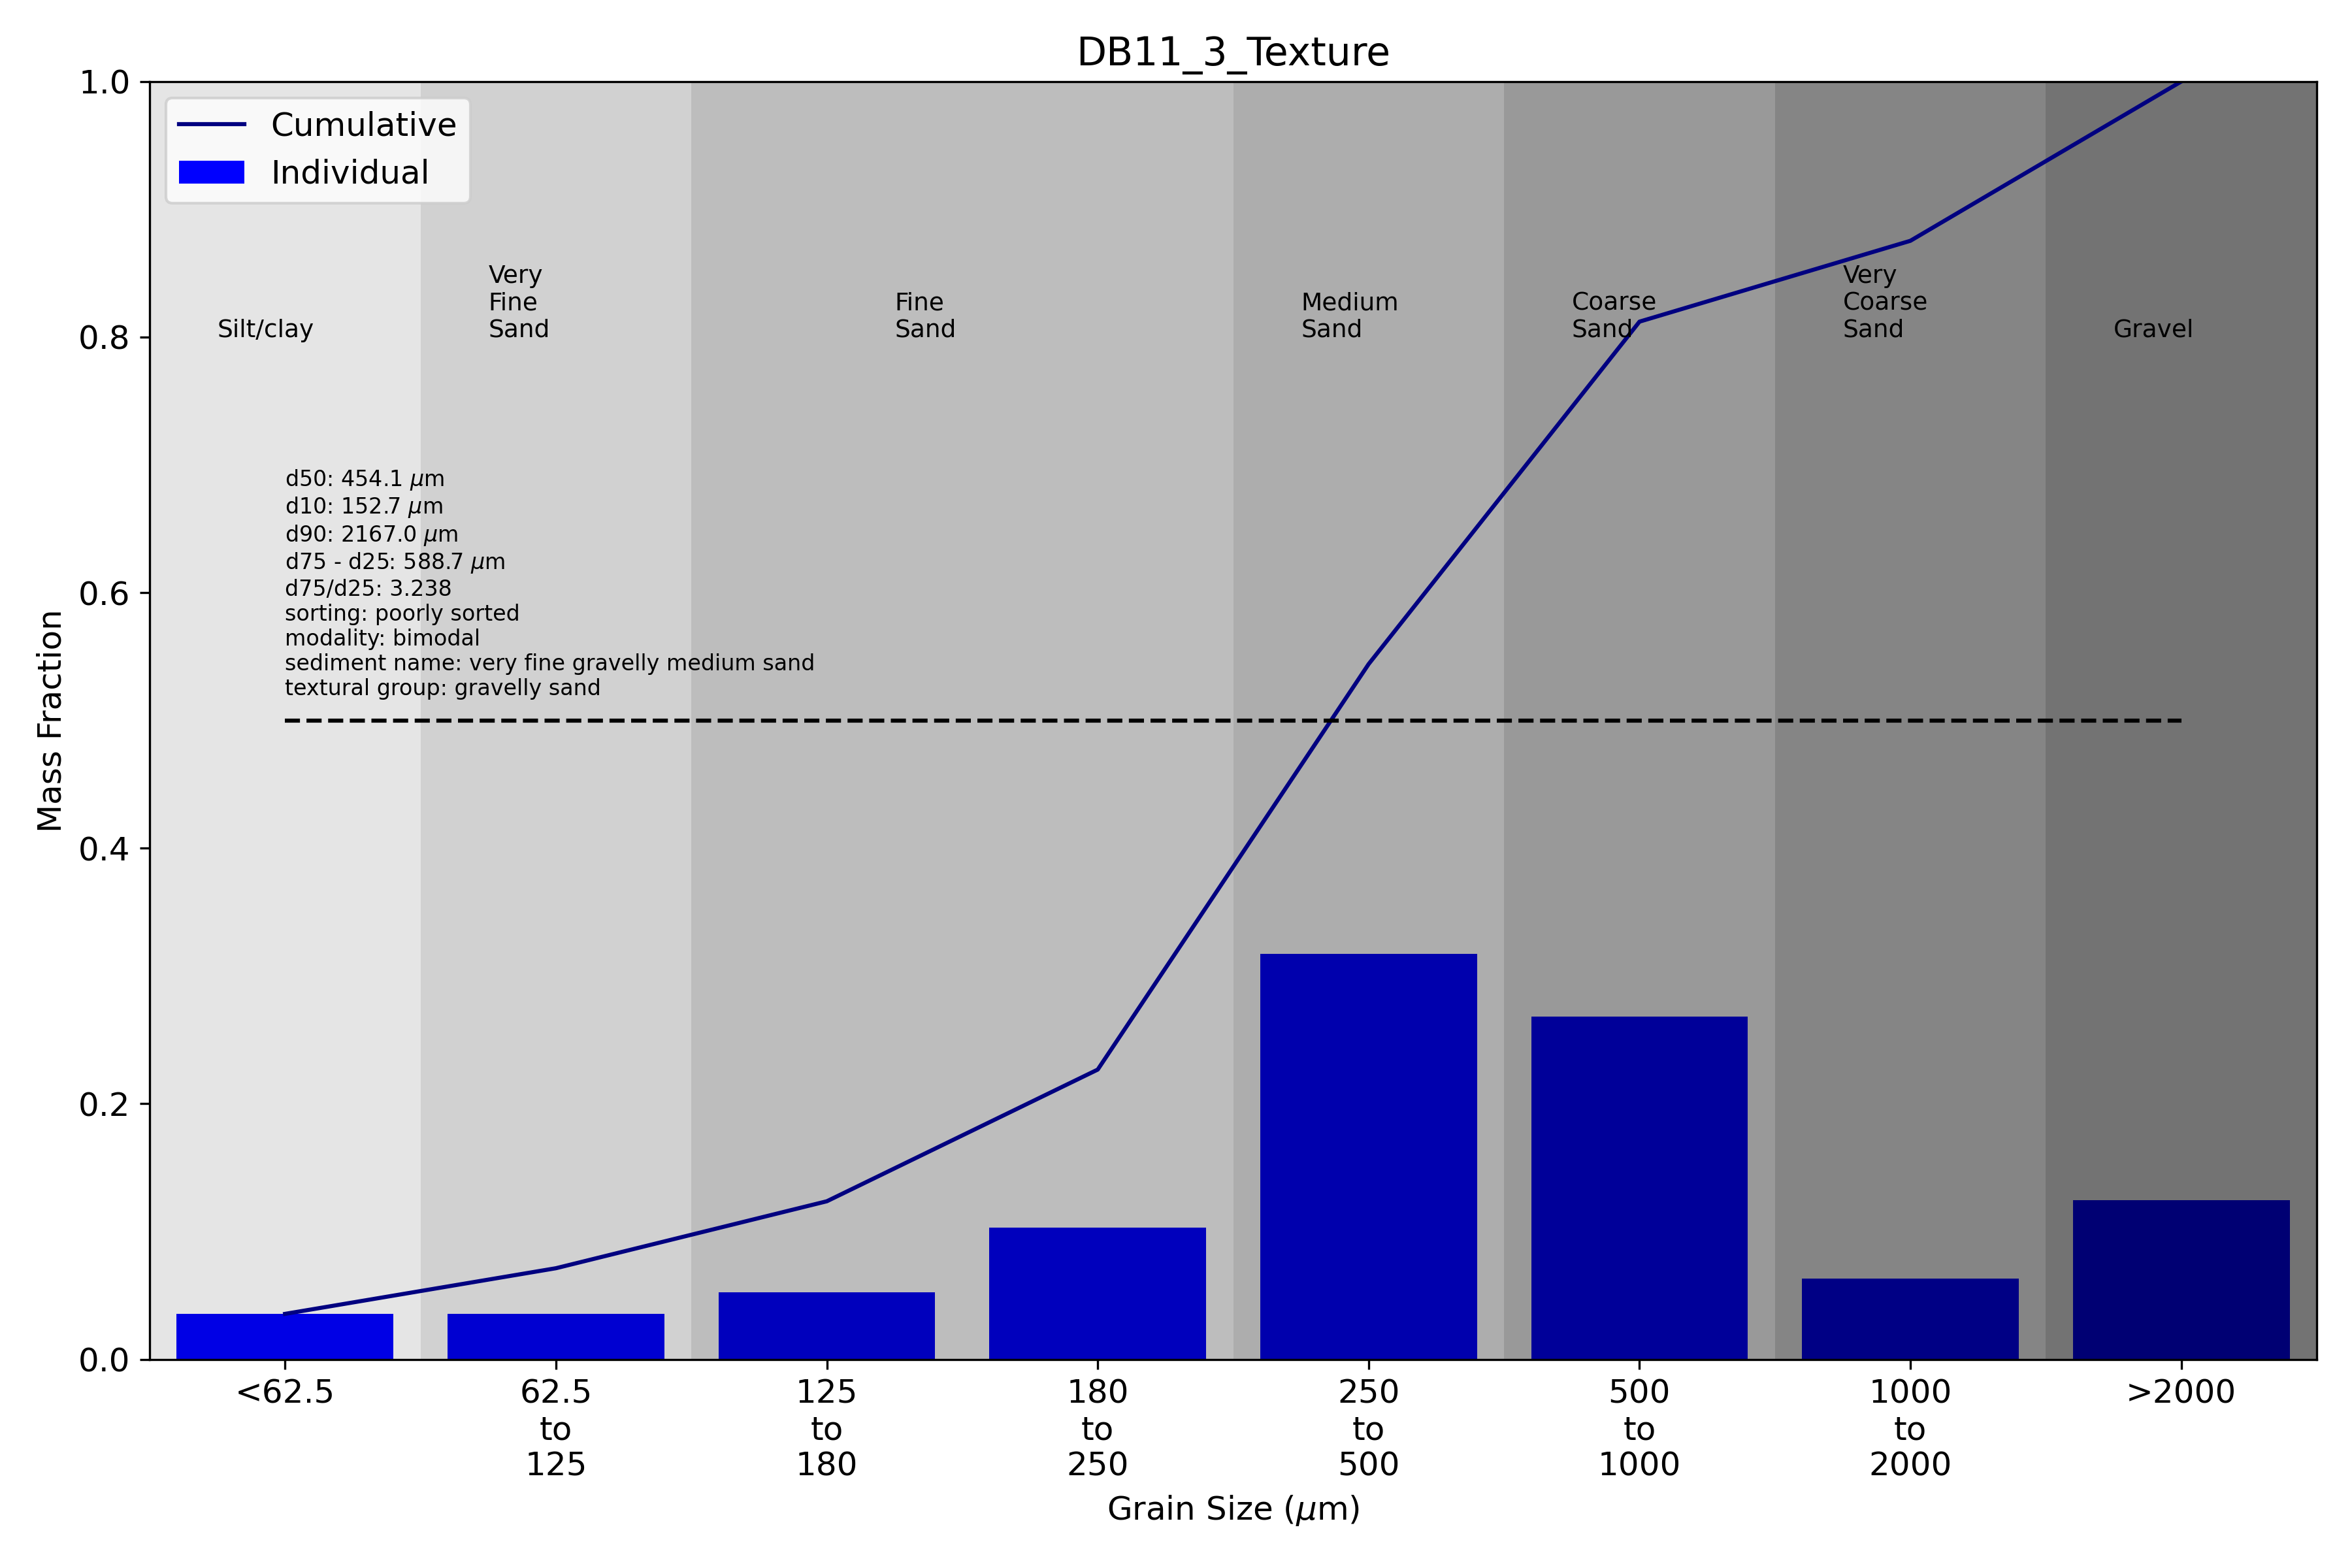 DB11_3_Texture
1.0
0.8
0.6
0.4
0.2
0.0
Mass Fraction
Cumulative
Individual
Silt/clay
Very
Fine
Sand
Fine
Sand
Medium
Sand
Coarse
Sand
Very
Coarse
Sand
Gravel
d50: 454.1 μm
d10: 152.7 μm
d90: 2167.0 μm
d75 - d25: 588.7 μm
d75/d25: 3.238
sorting: poorly sorted
modality: bimodal
sediment name: very fine gravelly medium sand
textural group: gravelly sand
<62.5
62.5
to
125
125
to
180
180
to
250
250
to
500
500
to
1000
1000
to
2000
>2000
Grain Size (μm)